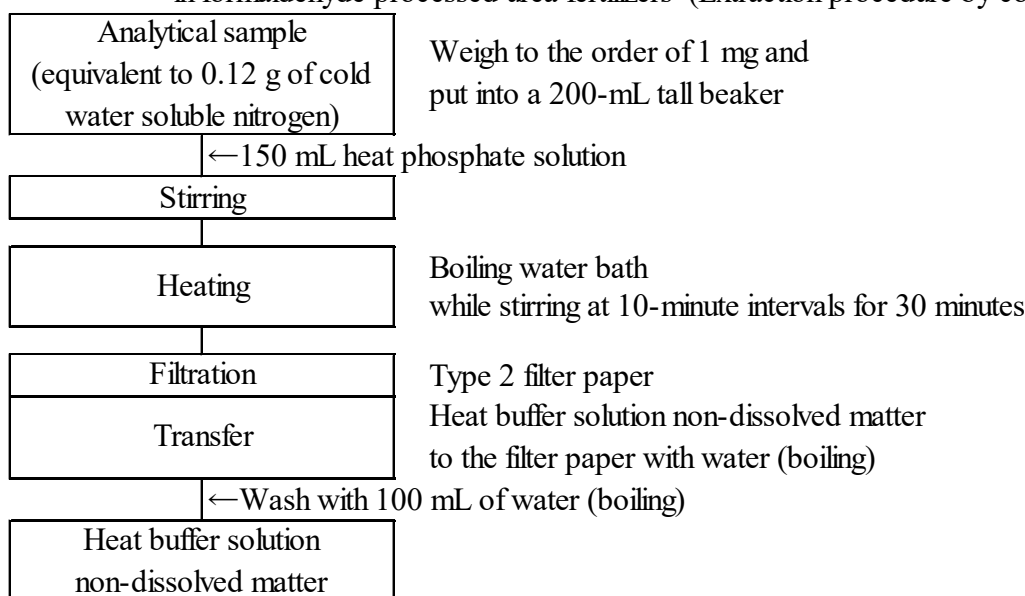 in formaldehyde processed urea fertilizers (Extraction procedure by
Analytical sample
(equivalent to 0.12 g of cold
water soluble nitrogen)
Weigh to the order of 1 mg and
put into a 200-mL tall beaker
←150 mL heat phosphate solution
Stirring
Heating
Boiling water bath
while stirring at 10-minute intervals for 30 minutes
Filtration
Type 2 filter paper
Transfer
Heat buffer solution non-dissolved matter
to the filter paper with water (boiling)
←Wash with 100 mL of water (boiling)
Heat buffer solution
non-dissolved matter